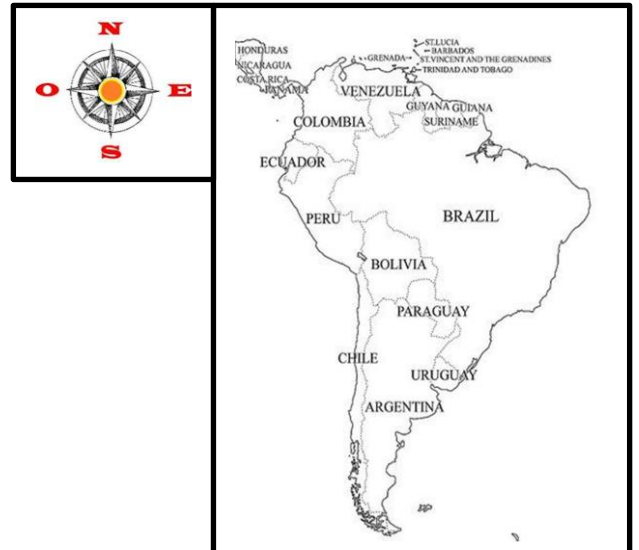 N
O E
S
HONDURAS
NICARAGUA
COSTA RICA
PANAMA
ST.LUCIA
BARBADOS
GRENADA
ST.VINCENT AND THE GRENADINES
TRINIDAD AND TOBAGO
VENEZUELA
GUYANA GUIANA
SURINAME
COLOMBIA
ECUADOR
PERU
BRAZIL
BOLIVIA
PARAGUAY
CHILE
URUGUAY
ARGENTINA